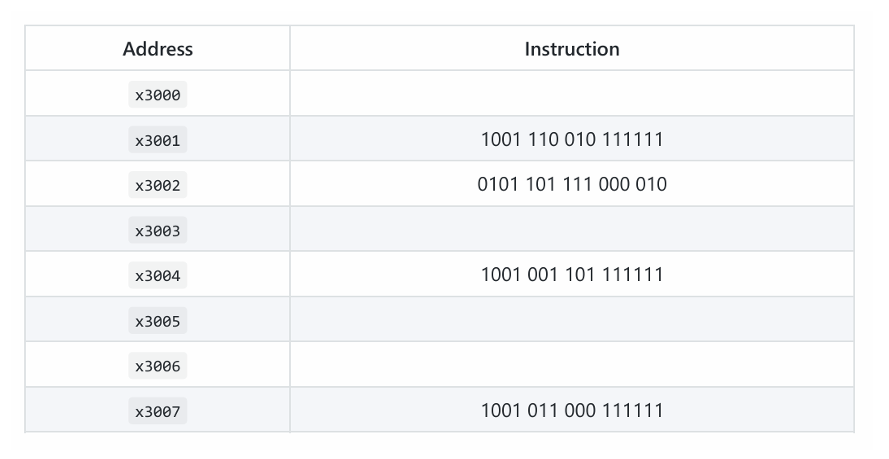 Address Instruction
x3000
x3001 1001 110 010 111111
x3002 0101 101 111 000 010
x3003
x3004 1001 001 101 111111
x3005
x3006
x3007 1001 011 000 111111